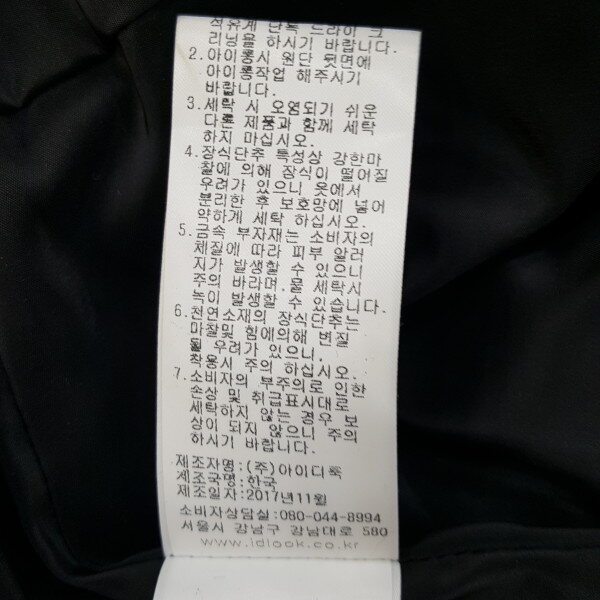 석유계 단독 드라이 크
리닝을 하시기 바랍니다.
2.아이롱시 원단 뒷면에
아이롱작업 해주시기
바랍니다.
3.세탁 시 오염되기 쉬운
다른 제품과 함께 세탁
하지 마십시오.
4.장식단추 특성상 강한마
찰에 의해 장식이 떨어질
우려가 있으니 옷에서
분리한 후 보호망에 넣어
약하게 세탁 하십시오.
5.금속 부자재는 소비자의
체질에 따라 피부 알러
지가 발생할 수 있으니
주의 바라며,물 세탁시
녹이 발생할 수 있습니다.
6.천연소재의 장식단추는
마찰및 힘에의해 변질
될 우려가 있으니,
착용시 주의 하십시오.
7.소비자의 부주의로 인한
손상 및 취급표시대로
세탁하지 않는 경우 보
상이 되지 않으니 주의
하시기 바랍니다.
제조자명:(주)아이디룩
제조국명:한국
제조일자:2017년11월
소비자상담실:080-044-8994
서울시 강남구 강남대로 580
www.idlook.co.kr